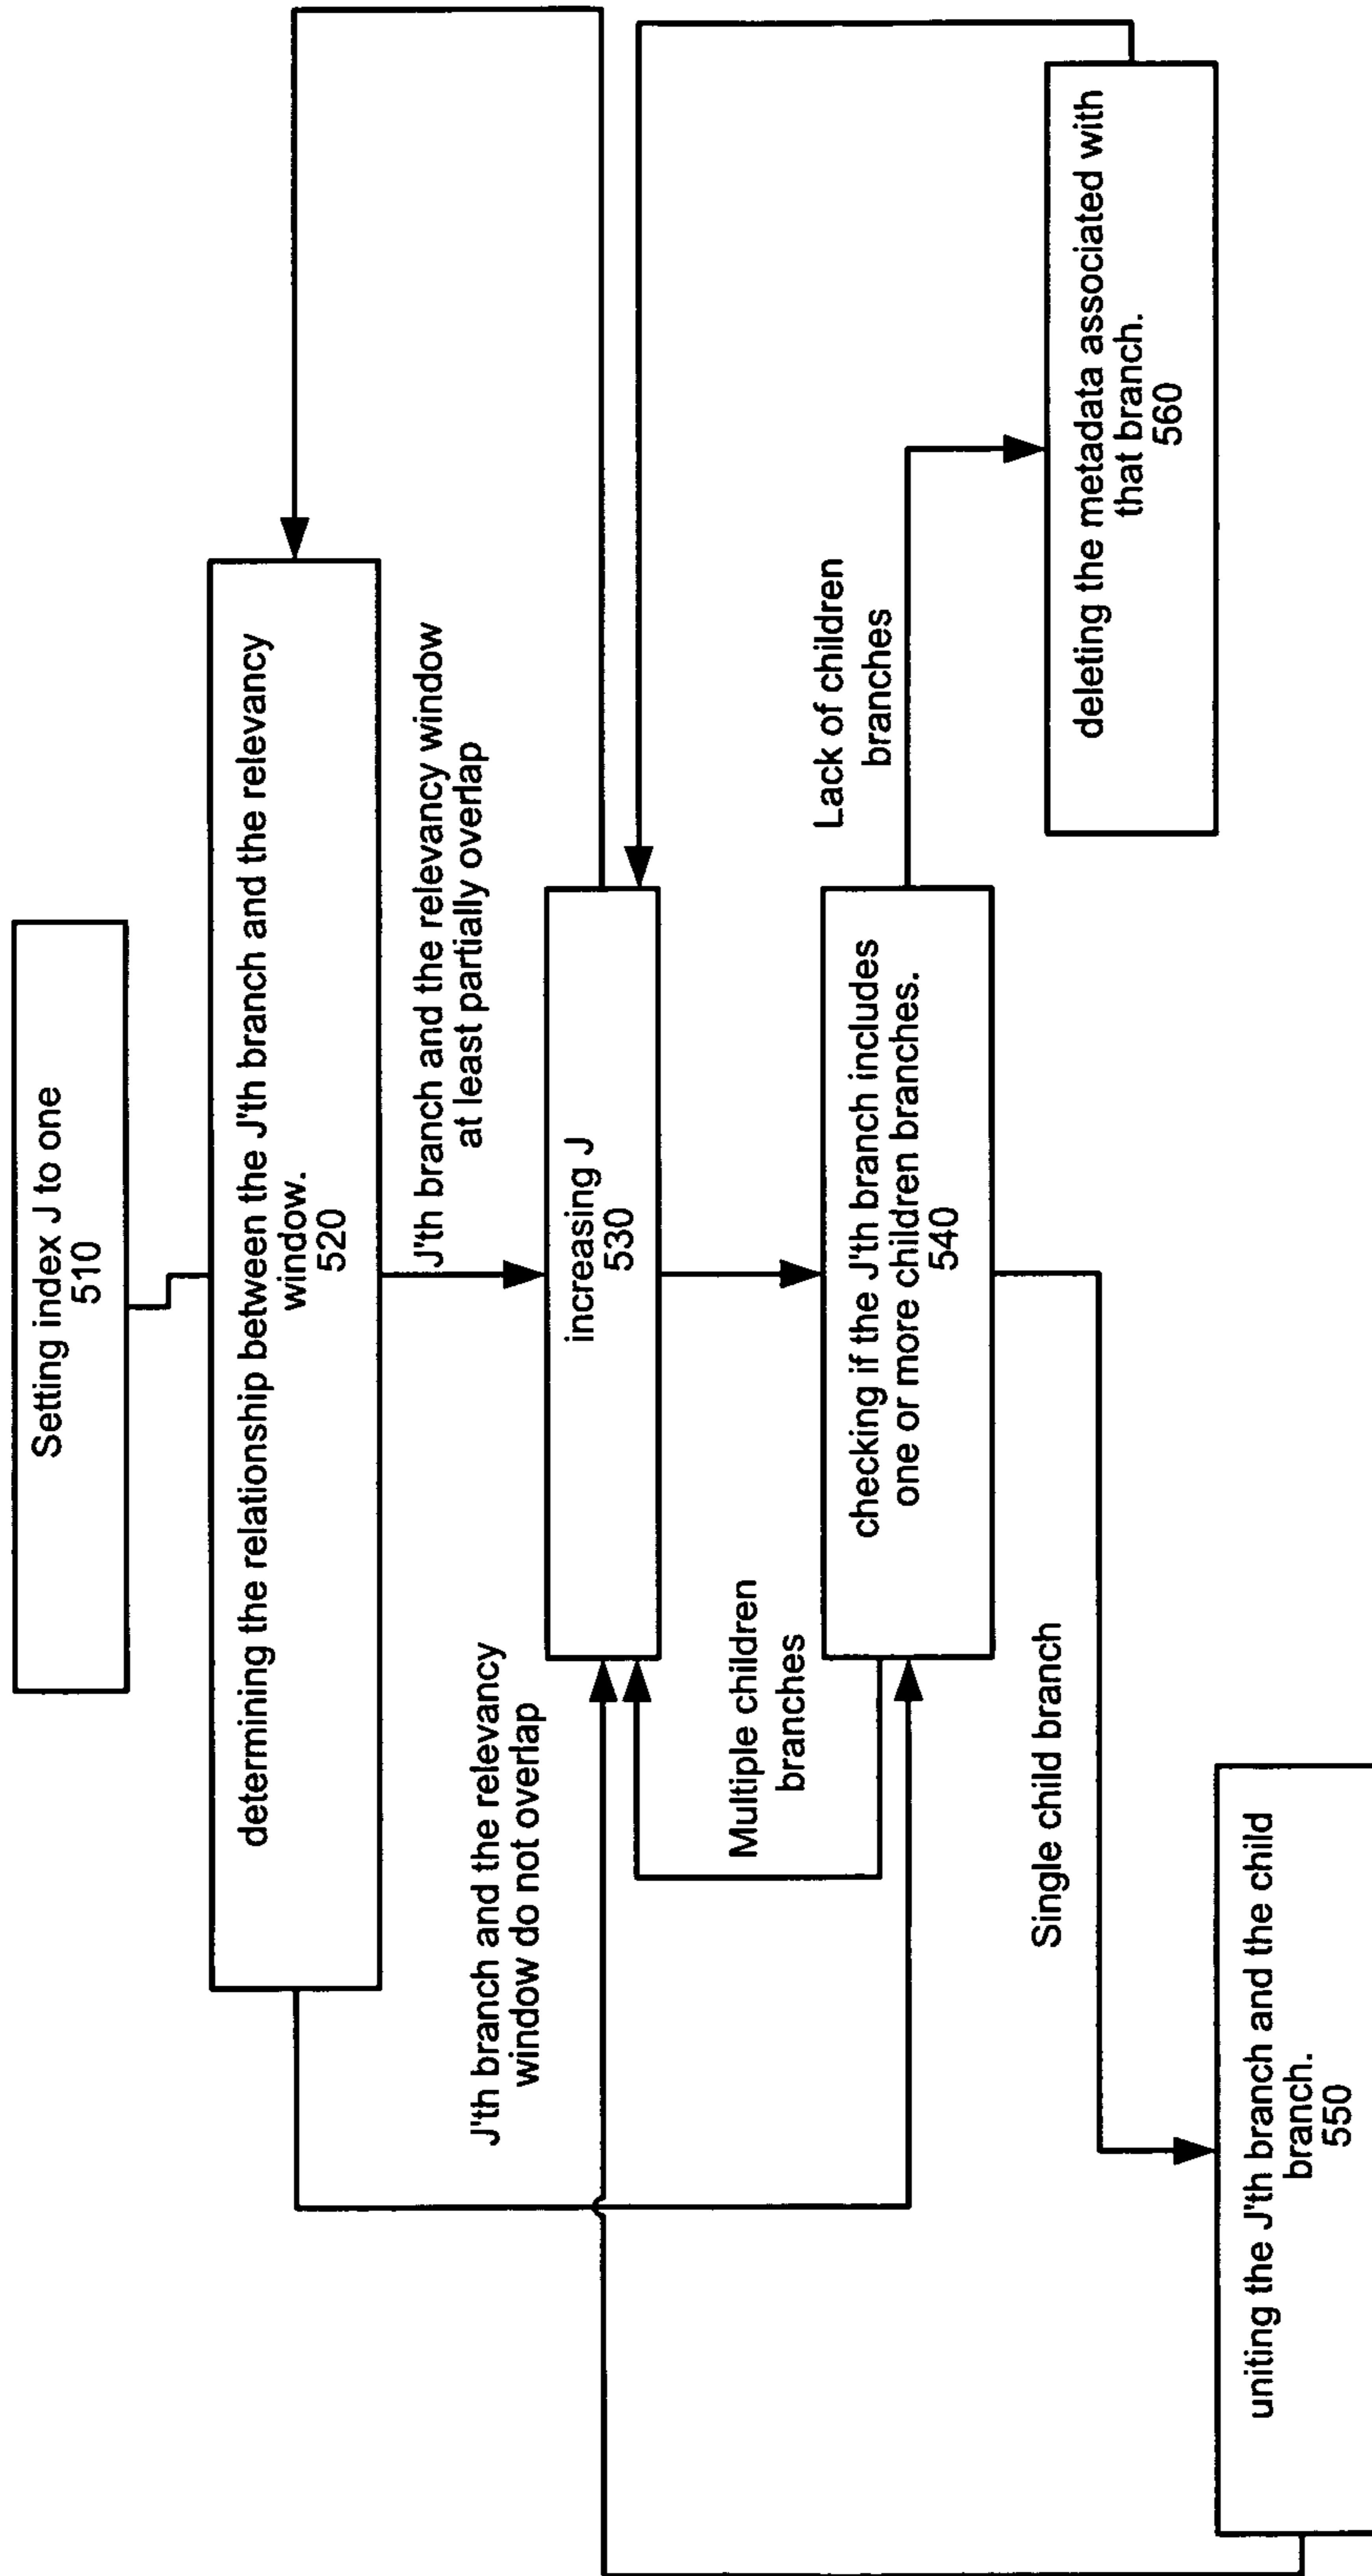 Setting index J to one
510
determining the relationship between the J'th branch and the relevancy
window.
520
J'th branch and the relevancy window
at least partially overlap
J'th branch and the relevancy
window do not overlap
increasing J
530
Multiple children
branches
checking if the J'th branch includes
one or more children branches.
540
Lack of children
branches
Single child branch
deleting the metadata associated with
that branch.
560
uniting the J'th branch and the child
branch.
550